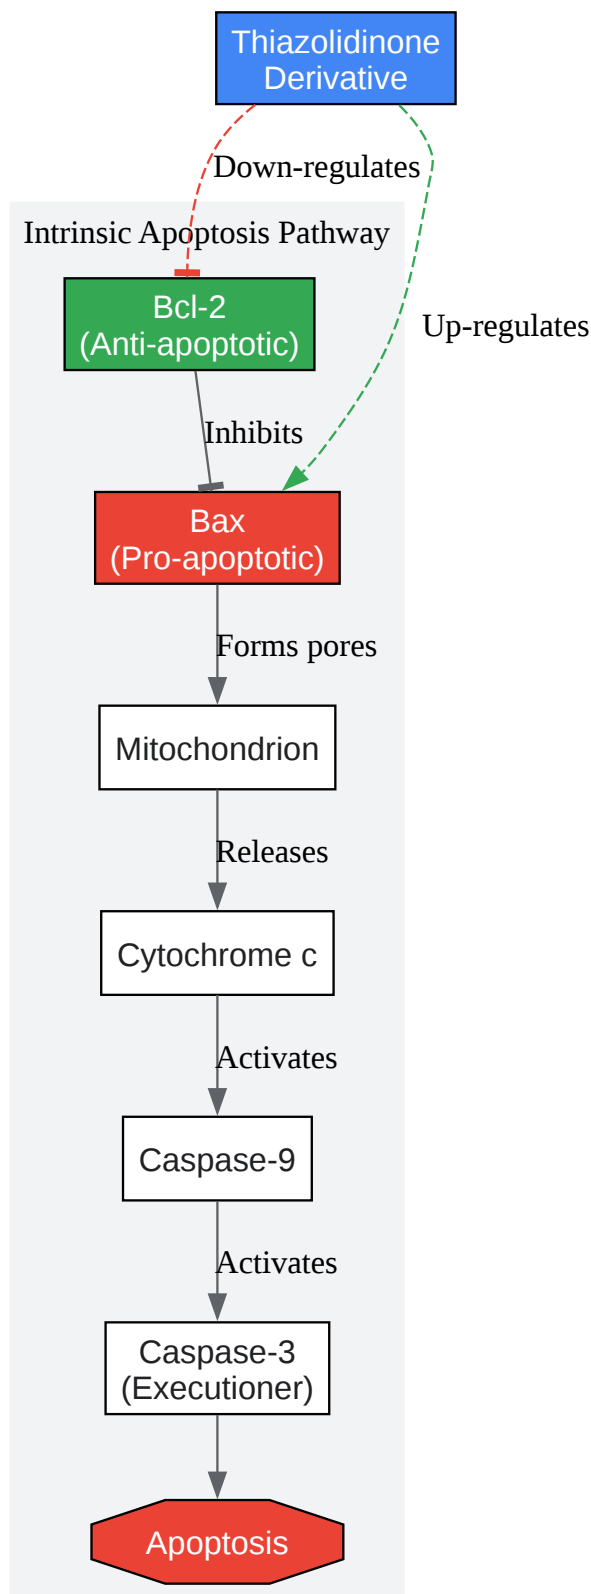 Thiazolidinone
Derivative
Down-regulates
Intrinsic Apoptosis Pathway
Bcl-2
(Anti-apoptotic)
Up-regulates
Inhibits
Bax
(Pro-apoptotic)
Forms pores
Mitochondrion
Releases
Cytochrome c
Activates
Caspase-9
Activates
Caspase-3
(Executioner)
Apoptosis